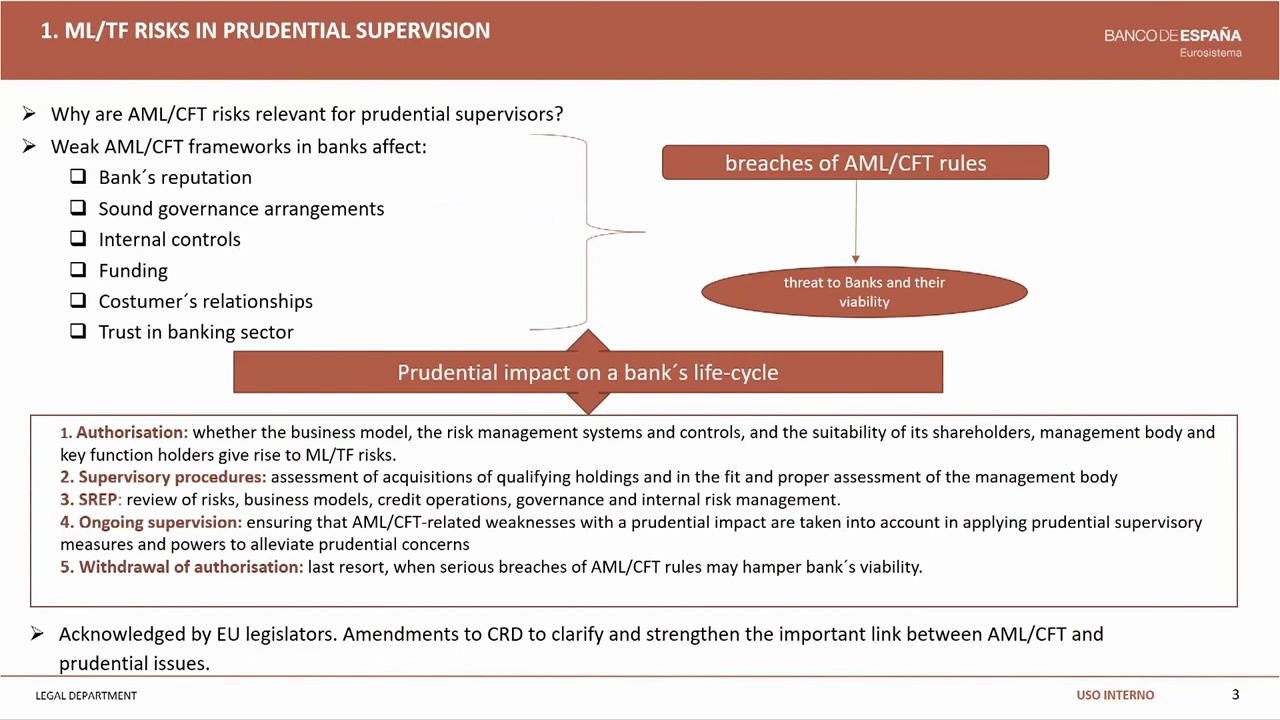 1. ML/TF RISKS IN PRUDENTIAL SUPERVISION
BANCO DE ESPAÑA
Eurosistema
Why are AML/CFT risks relevant for prudential supervisors?
Weak AML/CFT frameworks in banks affect:
Bank´s reputation
Sound governance arrangements
Internal controls
Funding
Costumer´s relationships
Trust in banking sector
breaches of AML/CFT rules
threat to Banks and their
viability
Prudential impact on a bank´s life-cycle
1. Authorisation: whether the business model, the risk management systems and controls, and the suitability of its shareholders, management body and
key function holders give rise to ML/TF risks.
2. Supervisory procedures: assessment of acquisitions of qualifying holdings and in the fit and proper assessment of the management body
3. SREP: review of risks, business models, credit operations, governance and internal risk management.
4. Ongoing supervision: ensuring that AML/CFT-related weaknesses with a prudential impact are taken into account in applying prudential supervisory
measures and powers to alleviate prudential concerns
5. Withdrawal of authorisation: last resort, when serious breaches of AML/CFT rules may hamper bank´s viability.
Acknowledged by EU legislators. Amendments to CRD to clarify and strengthen the important link between AML/CFT and
prudential issues.
LEGAL DEPARTMENT
USO INTERNO
3